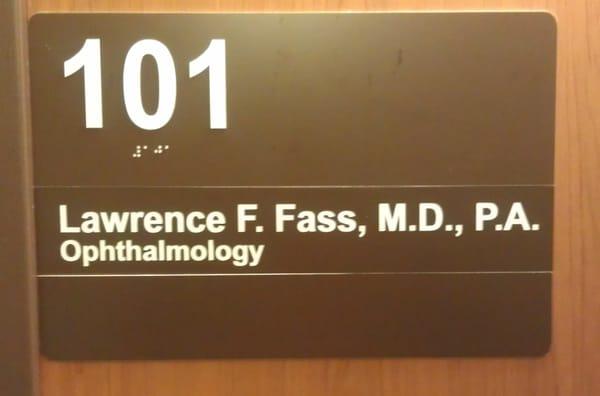 101
Lawrence F. Fass, M.D., P.A.
Ophthalmology